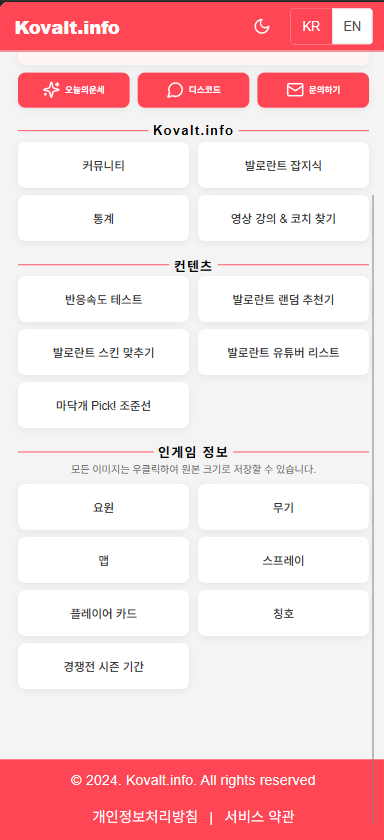 Kovalt.info KR EN
오늘의운세 디스코드 문의하기
Kovalt.info
커뮤니티 발로란트 잡지식
통계 영상 강의 & 코치 찾기
컨텐츠
반응속도 테스트 발로란트 랜덤 추천기
발로란트 스킨 맞추기 발로란트 유튜버 리스트
마닥개 Pick! 조준선
인게임 정보
모든 이미지는 우클릭하여 원본 크기로 저장할 수 있습니다.
요원 무기
맵 스프레이
플레이어 카드 칭호
경쟁전 시즌 기간
© 2024. Kovalt.info. All rights reserved
개인정보처리방침 | 서비스 약관